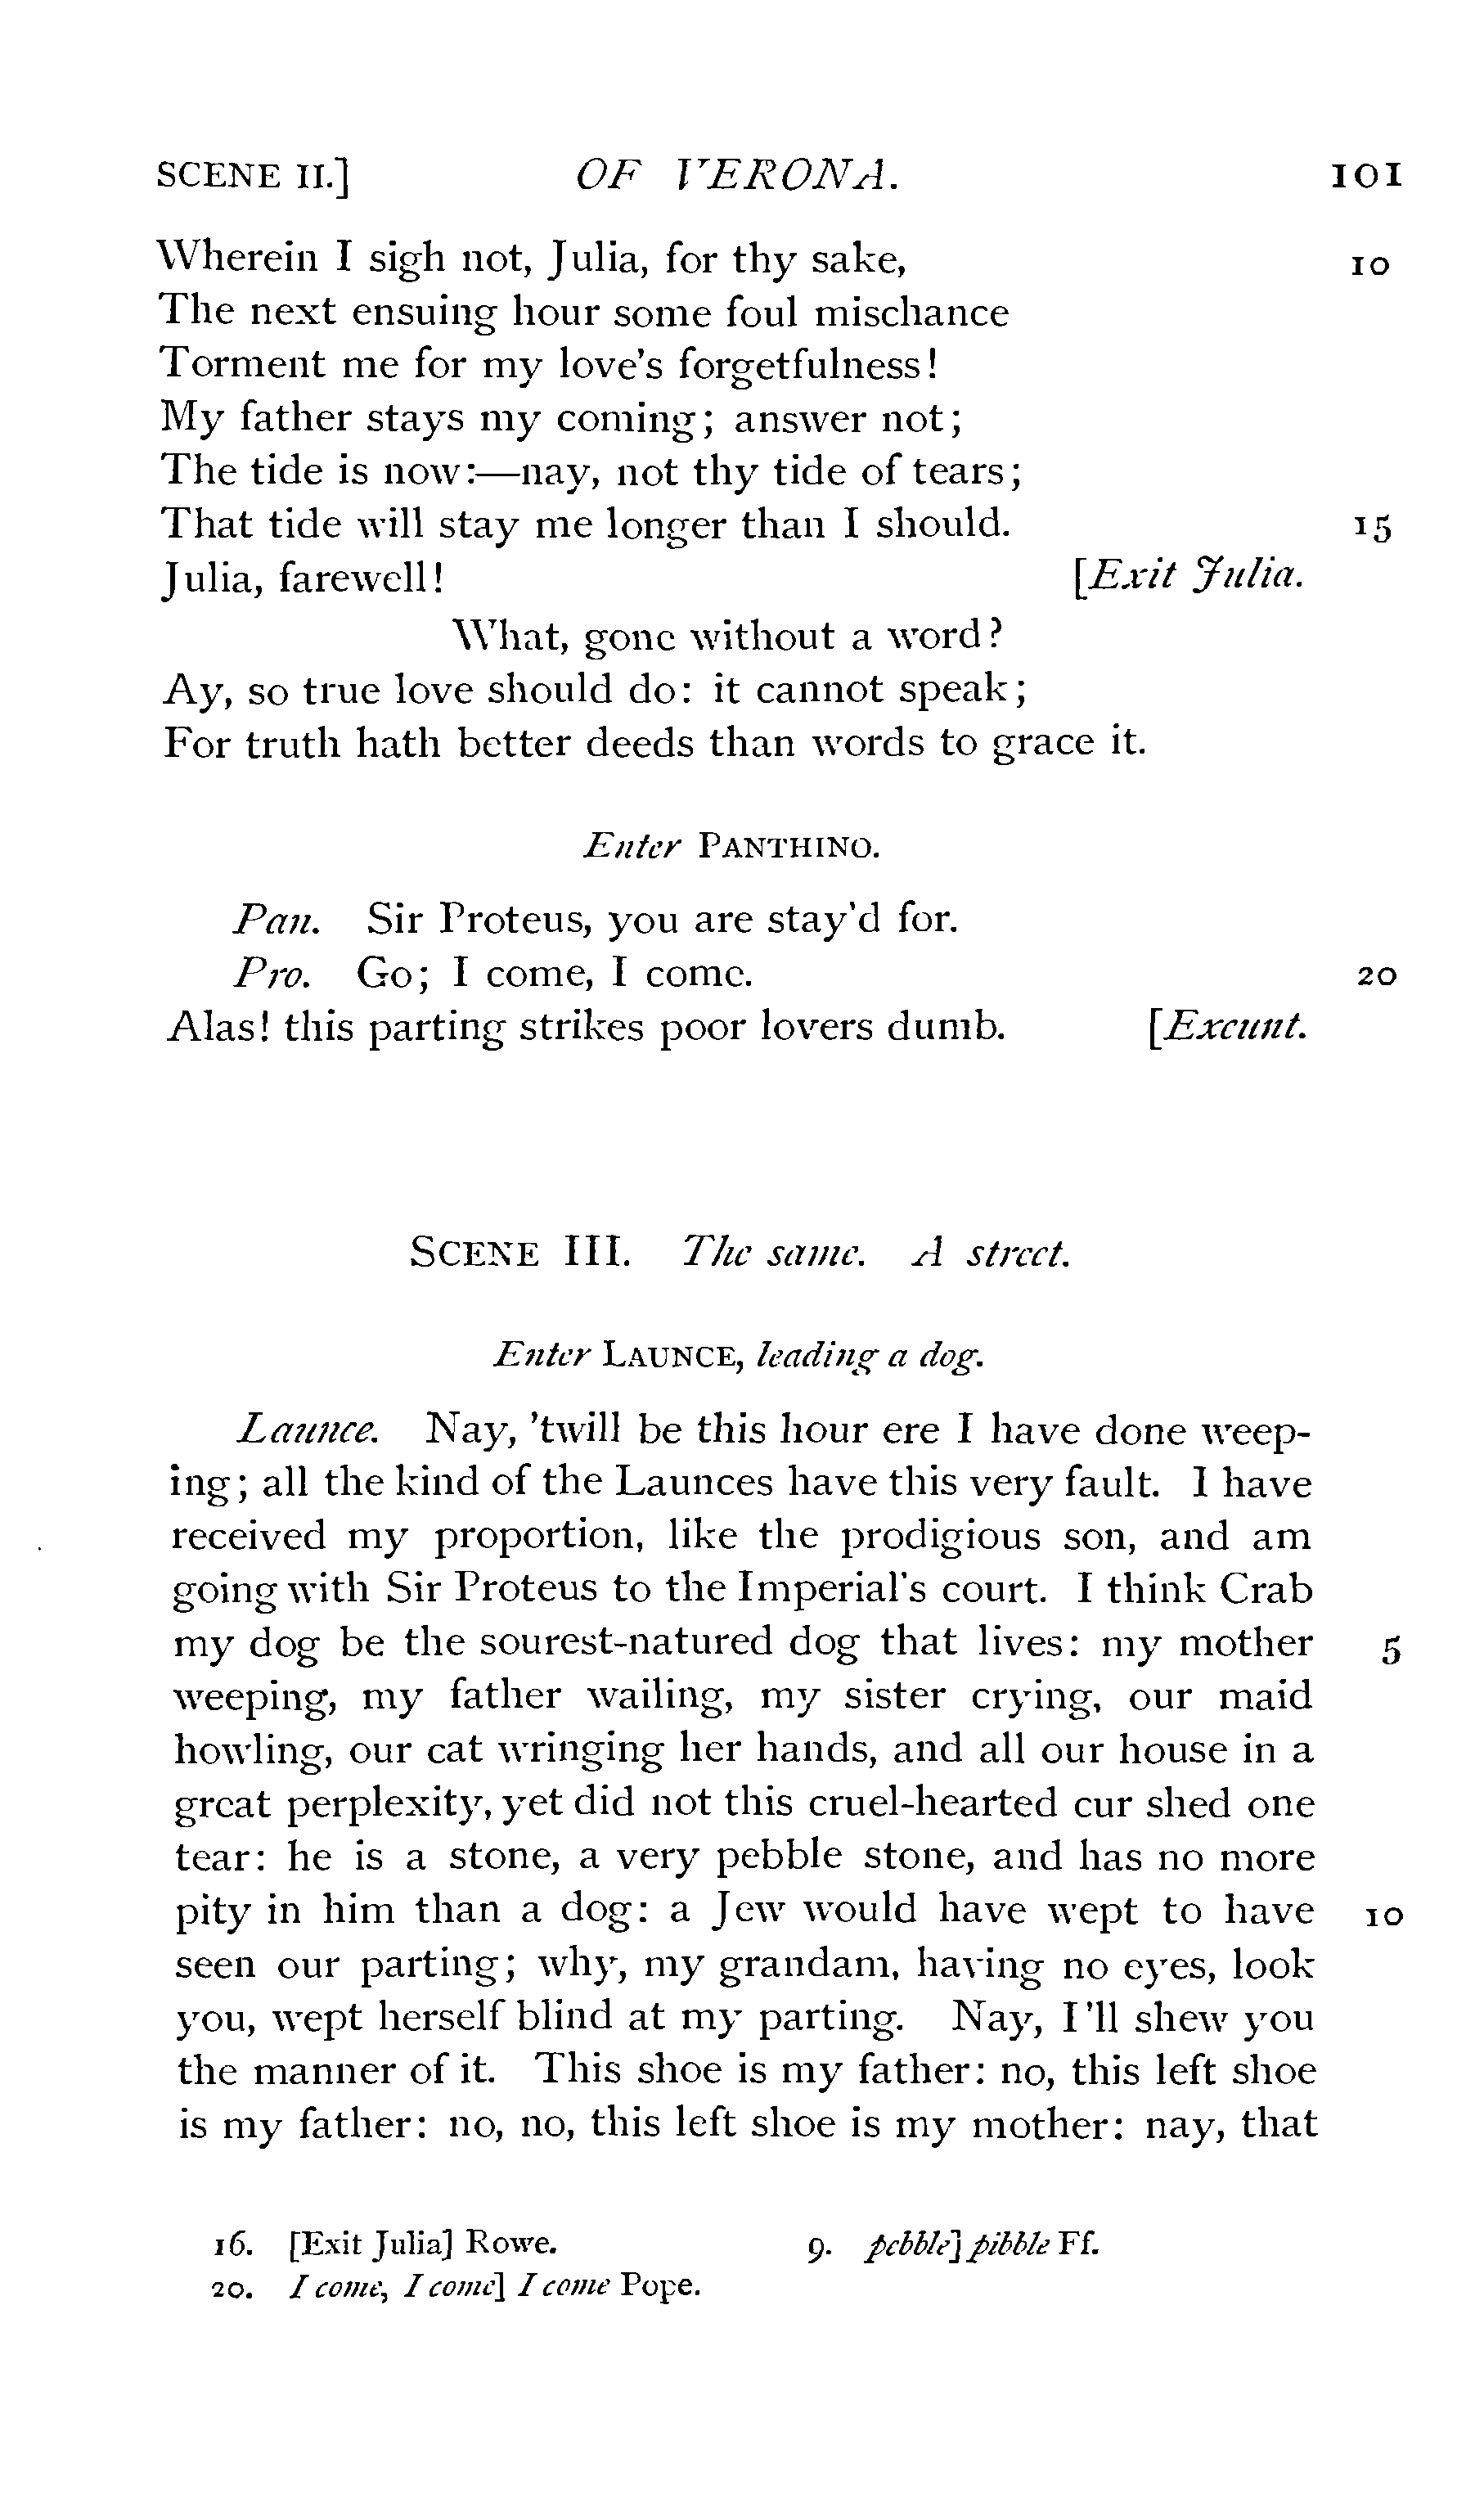 SCENE II.] OF VERONA. 101
Wherein I sigh not, Julia, for thy sake, 10
The next ensuing hour some foul mischance
Torment me for my love's forgetfulness!
My father stays my coming; answer not;
The tide is now:—nay, not thy tide of tears;
That tide will stay me longer than I should. 15
Julia, farewell! [Exit Julia.
What, gone without a word?
Ay, so true love should do: it cannot speak;
For truth hath better deeds than words to grace it.
Enter PANTHINO.
Pan. Sir Proteus, you are stay'd for.
Pro. Go; I come, I come. 20
Alas! this parting strikes poor lovers dumb. [Exeunt.
SCENE III. The same. A street.
Enter LAUNCE, leading a dog.
Launce. Nay, 'twill be this hour ere I have done weep-
ing; all the kind of the Launces have this very fault. I have
received my proportion, like the prodigious son, and am
going with Sir Proteus to the Imperial's court. I think Crab
my dog be the sourest-natured dog that lives: my mother 5
weeping, my father wailing, my sister crying, our maid
howling, our cat wringing her hands, and all our house in a
great perplexity, yet did not this cruel-hearted cur shed one
tear: he is a stone, a very pebble stone, and has no more
pity in him than a dog: a Jew would have wept to have 10
seen our parting; why, my grandam, having no eyes, look
you, wept herself blind at my parting. Nay, I'll shew you
the manner of it. This shoe is my father: no, this left shoe
is my father: no, no, this left shoe is my mother: nay, that
16. [Exit Julia] Rowe. 9. pebble] pibble Ff.
20. I come, I come] I come Pope.